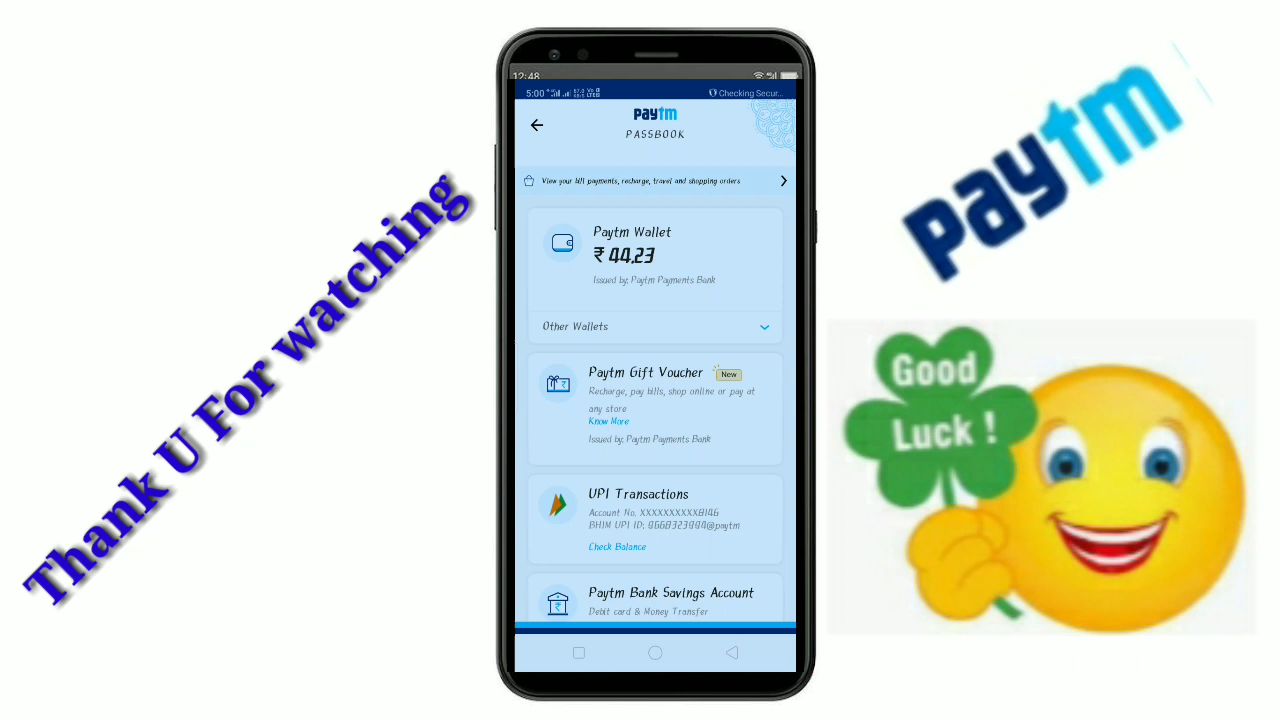 Thank U For watching
12:48
5:00
Checking Secur...
paytm
PASSBOOK
View your bill payments, recharge, travel and shopping orders
Paytm Wallet
₹ 44.23
Issued by: Paytm Payments Bank
Other Wallets
Paytm Gift Voucher
New
Recharge, pay bills, shop online or pay at
any store
Know More
Issued by: Paytm Payments Bank
UPI Transactions
Account No. XXXXXXXXXX8146
BHIM UPI ID: @paytm
Check Balance
Paytm Bank Savings Account
Debit card & Money Transfer
paytm
Good
Luck !